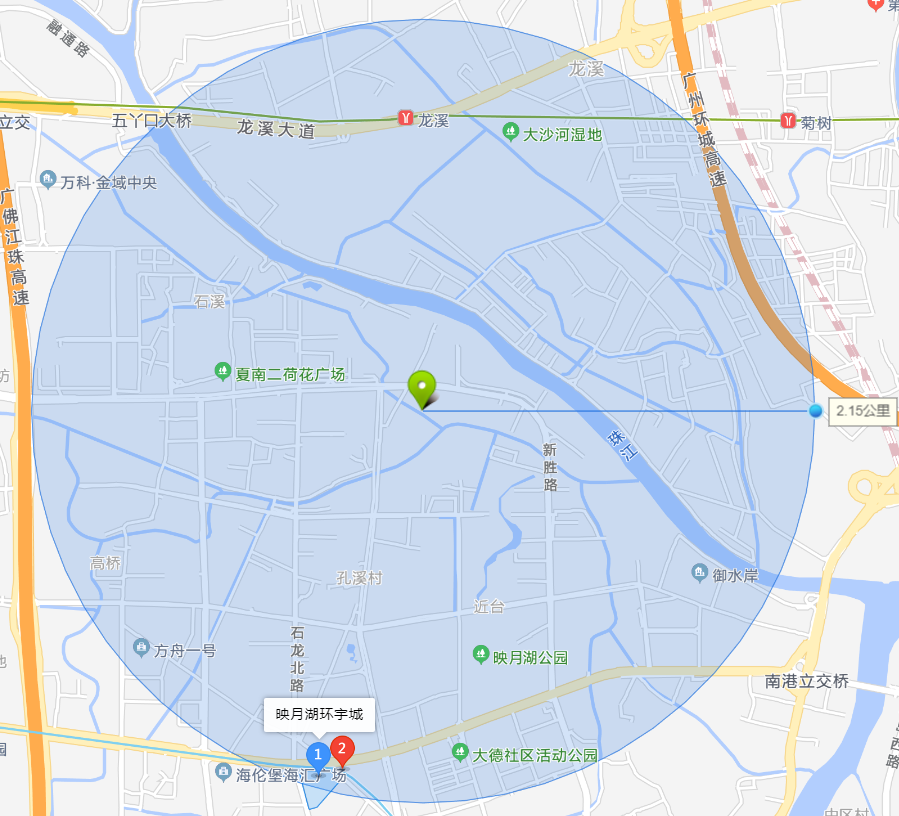 第
融通路
龙溪
广州环城高速
立交
五丫口大桥
龙溪大道
龙溪
大沙河湿地
菊树
万科·金域中央
广佛江珠高速
石溪
坊
夏南二荷花广场
2.15公里
珠江
新胜路
高桥
孔溪村
御水岸
近台
方舟一号
石龙北路
映月湖公园
南港立交桥
映月湖环宇城
1
2
海伦堡海汇广场
大德社区活动公园
西路
园